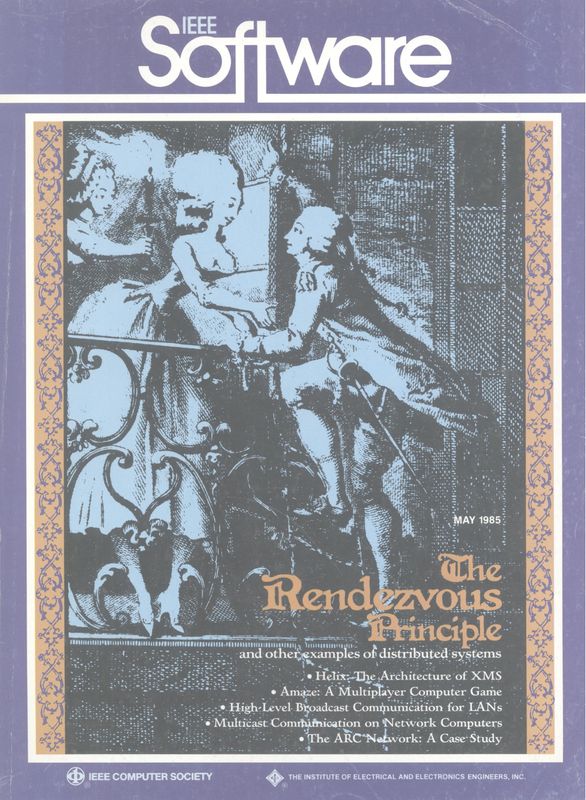 IEEE
Software
MAY 1985
The
Rendezvous
Principle
and other examples of distributed systems
• Helix: The Architecture of XMS
• Amaze: A Multiplayer Computer Game
• High-Level Broadcast Communication for LANs
• Multicast Communication on Network Computers
• The ARC Network: A Case Study
IEEE COMPUTER SOCIETY
THE INSTITUTE OF ELECTRICAL AND ELECTRONICS ENGINEERS, INC.